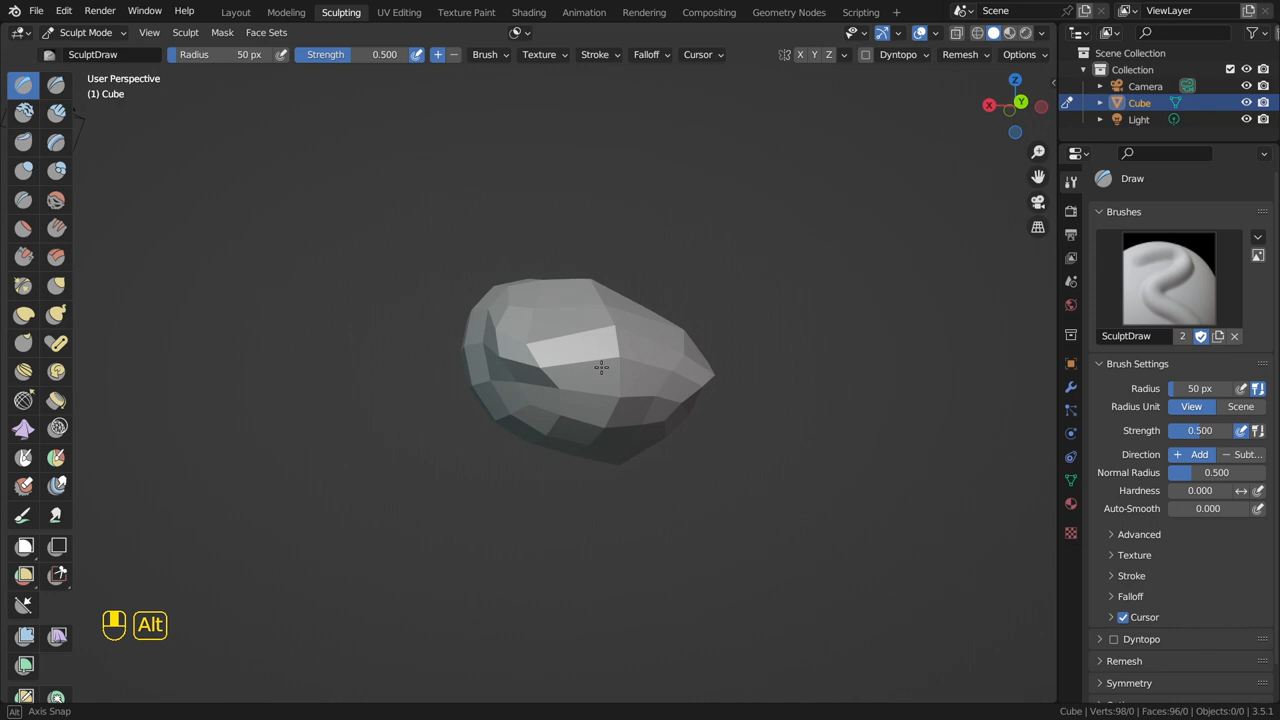 File Edit Render Window Help Layout Modeling Sculpting UV Editing Texture Paint Shading Animation Rendering Compositing Geometry Nodes Scripting + Scene ViewLayer
Sculpt Mode View Sculpt Mask Face Sets
SculptDraw Radius 50 px Strength 0.500 + − Brush Texture Stroke Falloff Cursor X Y Z Dyntopo Remesh Options
Scene Collection
Collection
Camera
Cube
Light
User Perspective
(1) Cube
Z
X
Y
Draw
Brushes
SculptDraw 2
Brush Settings
Radius 50 px
Radius Unit View Scene
Strength 0.500
Direction + Add − Subt...
Normal Radius 0.500
Hardness 0.000
Auto-Smooth 0.000
Advanced
Texture
Stroke
Falloff
Cursor
Dyntopo
Remesh
Symmetry
Alt
Alt Axis Snap
Cube | Verts:98/0 | Faces:96/0 | Objects:0/0 | 3.5.1